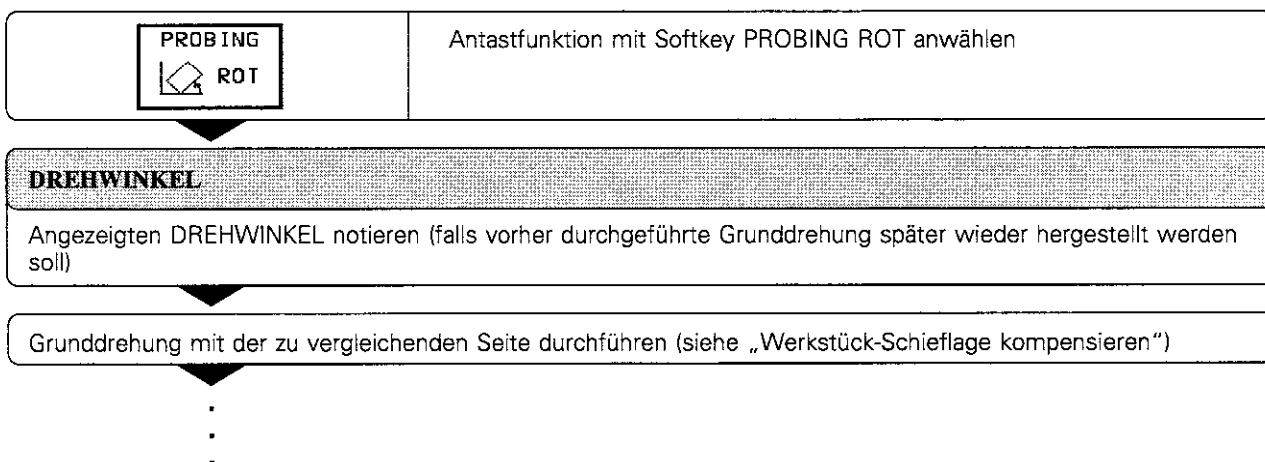 PROBING
ROT
Antastfunktion mit Softkey PROBING ROT anwählen
DREHWINKEL
Angezeigten DREHWINKEL notieren (falls vorher durchgeführte Grunddrehung später wieder hergestellt werden
soll)
Grunddrehung mit der zu vergleichenden Seite durchführen (siehe „Werkstück-Schieflage kompensieren")